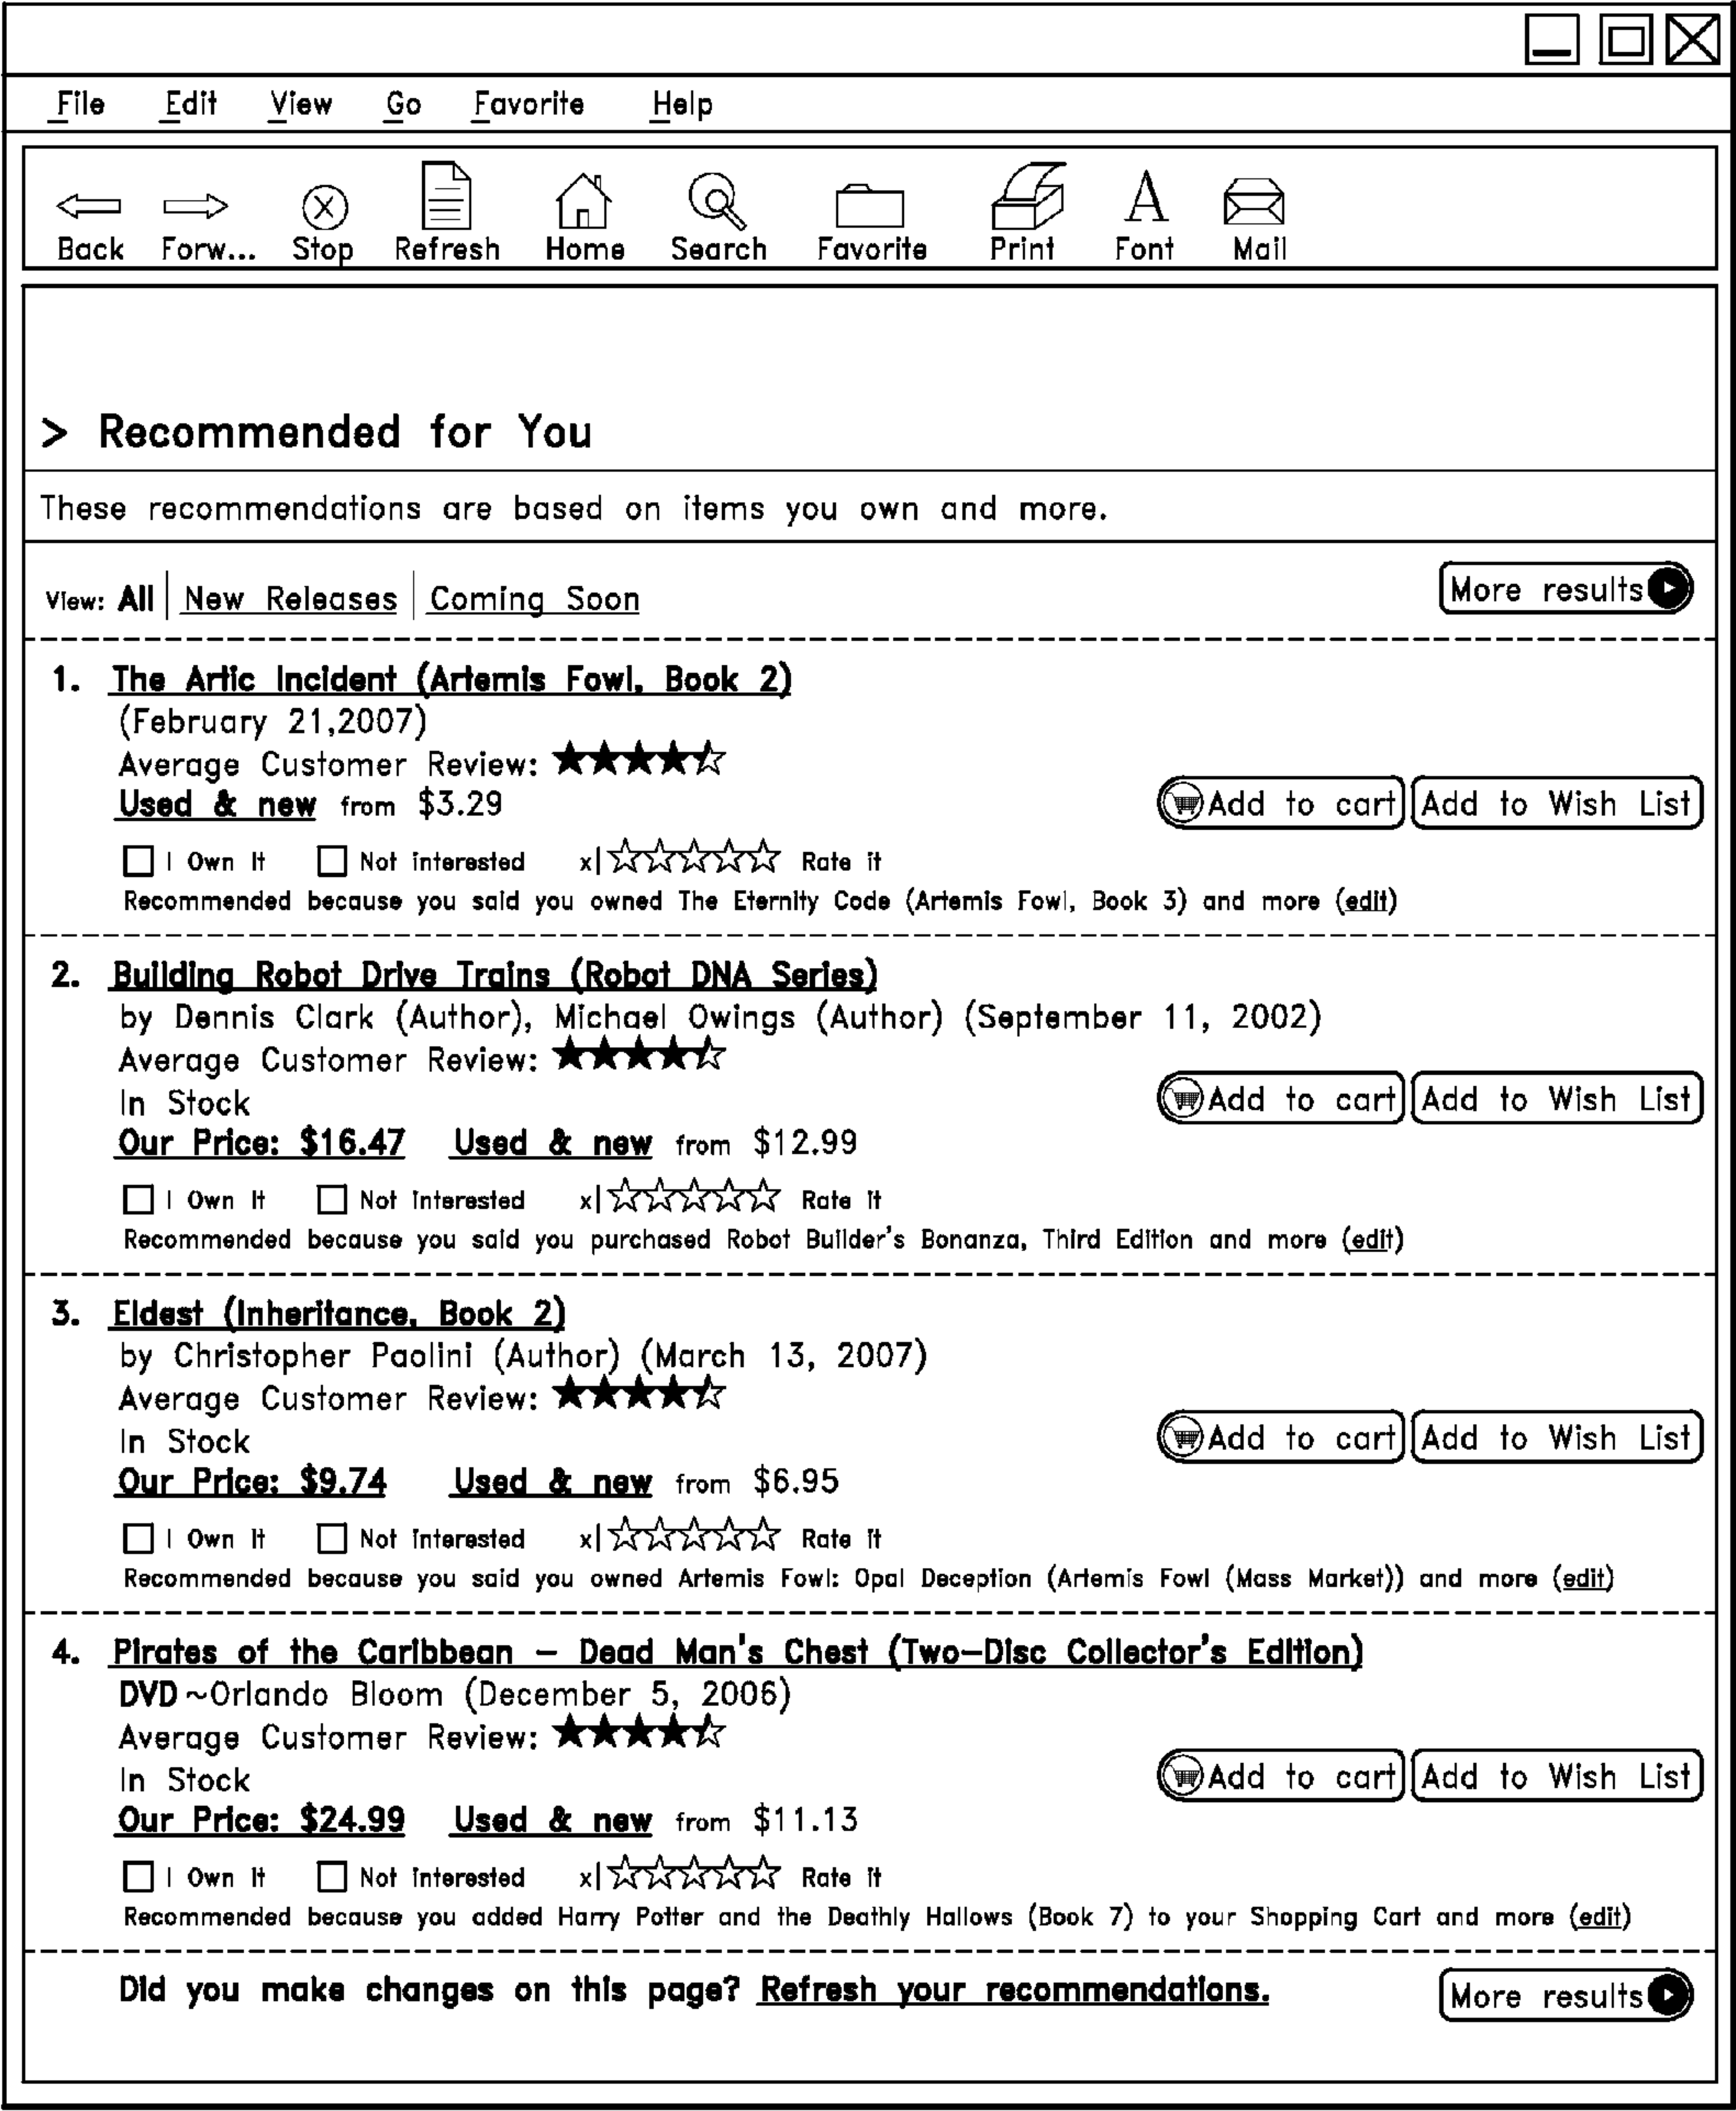 File Edit View Go Favorite Help
Back Forw... Stop Refresh Home Search Favorite Print Font Mail
> Recommended for You
These recommendations are based on items you own and more.
View: All | New Releases | Coming Soon More results
1. The Artic Incident (Artemis Fowl, Book 2)
(February 21,2007)
Average Customer Review:
Used & new from $3.29 Add to cart Add to Wish List
I Own It Not interested x| Rate it
Recommended because you said you owned The Eternity Code (Artemis Fowl, Book 3) and more (edit)
2. Building Robot Drive Trains (Robot DNA Series)
by Dennis Clark (Author), Michael Owings (Author) (September 11, 2002)
Average Customer Review:
In Stock Add to cart Add to Wish List
Our Price: $16.47 Used & new from $12.99
I Own It Not Interested x| Rate it
Recommended because you said you purchased Robot Builder's Bonanza, Third Edition and more (edit)
3. Eldest (Inheritance, Book 2)
by Christopher Paolini (Author) (March 13, 2007)
Average Customer Review:
In Stock Add to cart Add to Wish List
Our Price: $9.74 Used & new from $6.95
I Own It Not Interested x| Rate it
Recommended because you said you owned Artemis Fowl: Opal Deception (Artemis Fowl (Mass Market)) and more (edit)
4. Pirates of the Caribbean – Dead Man's Chest (Two–Disc Collector's Edition)
DVD ~Orlando Bloom (December 5, 2006)
Average Customer Review:
In Stock Add to cart Add to Wish List
Our Price: $24.99 Used & new from $11.13
I Own It Not Interested x| Rate it
Recommended because you added Harry Potter and the Deathly Hallows (Book 7) to your Shopping Cart and more (edit)
Did you make changes on this page? Refresh your recommendations. More results